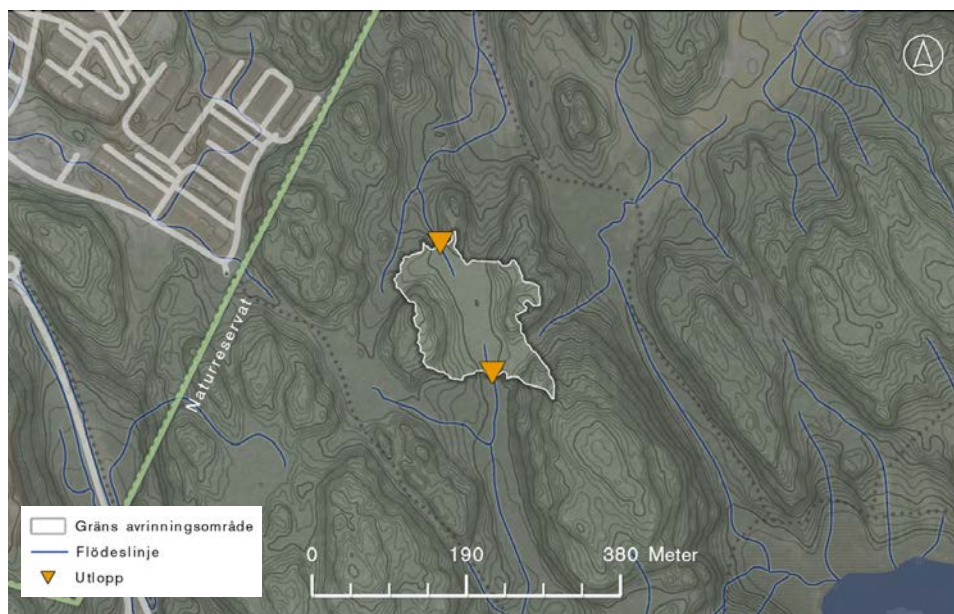 Naturreservat
Gräns avrinningsområde
Flödeslinje
Utlopp
0 190 380 Meter